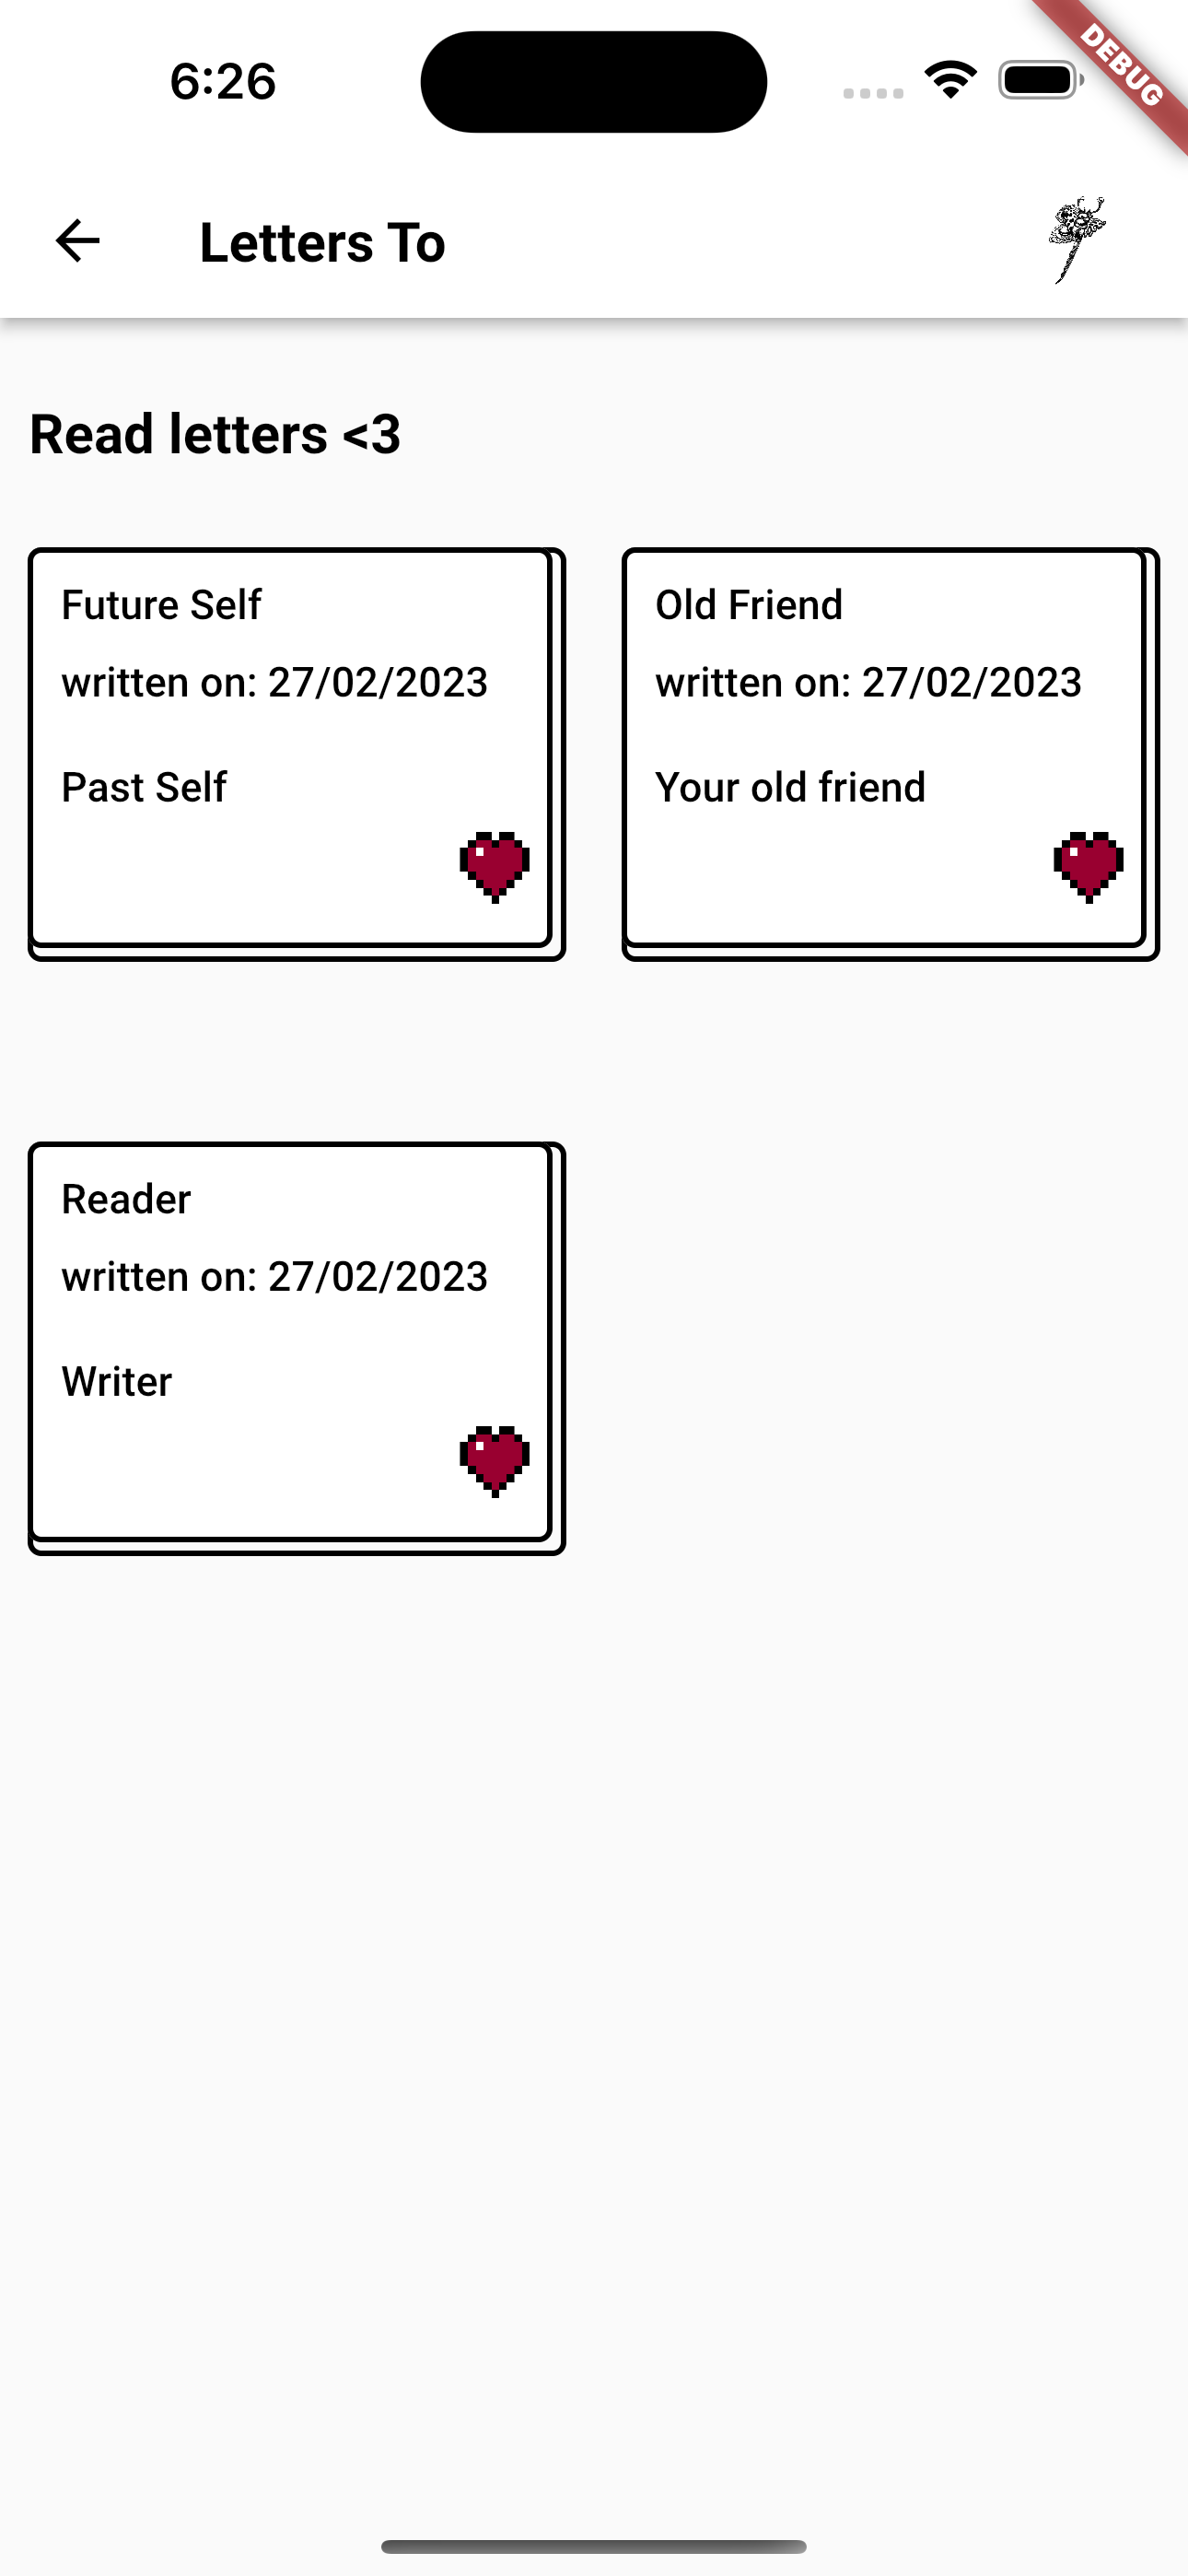 6:26
DEBUG
Letters To
Read letters <3
Future Self
written on: 27/02/2023
Past Self
Old Friend
written on: 27/02/2023
Your old friend
Reader
written on: 27/02/2023
Writer